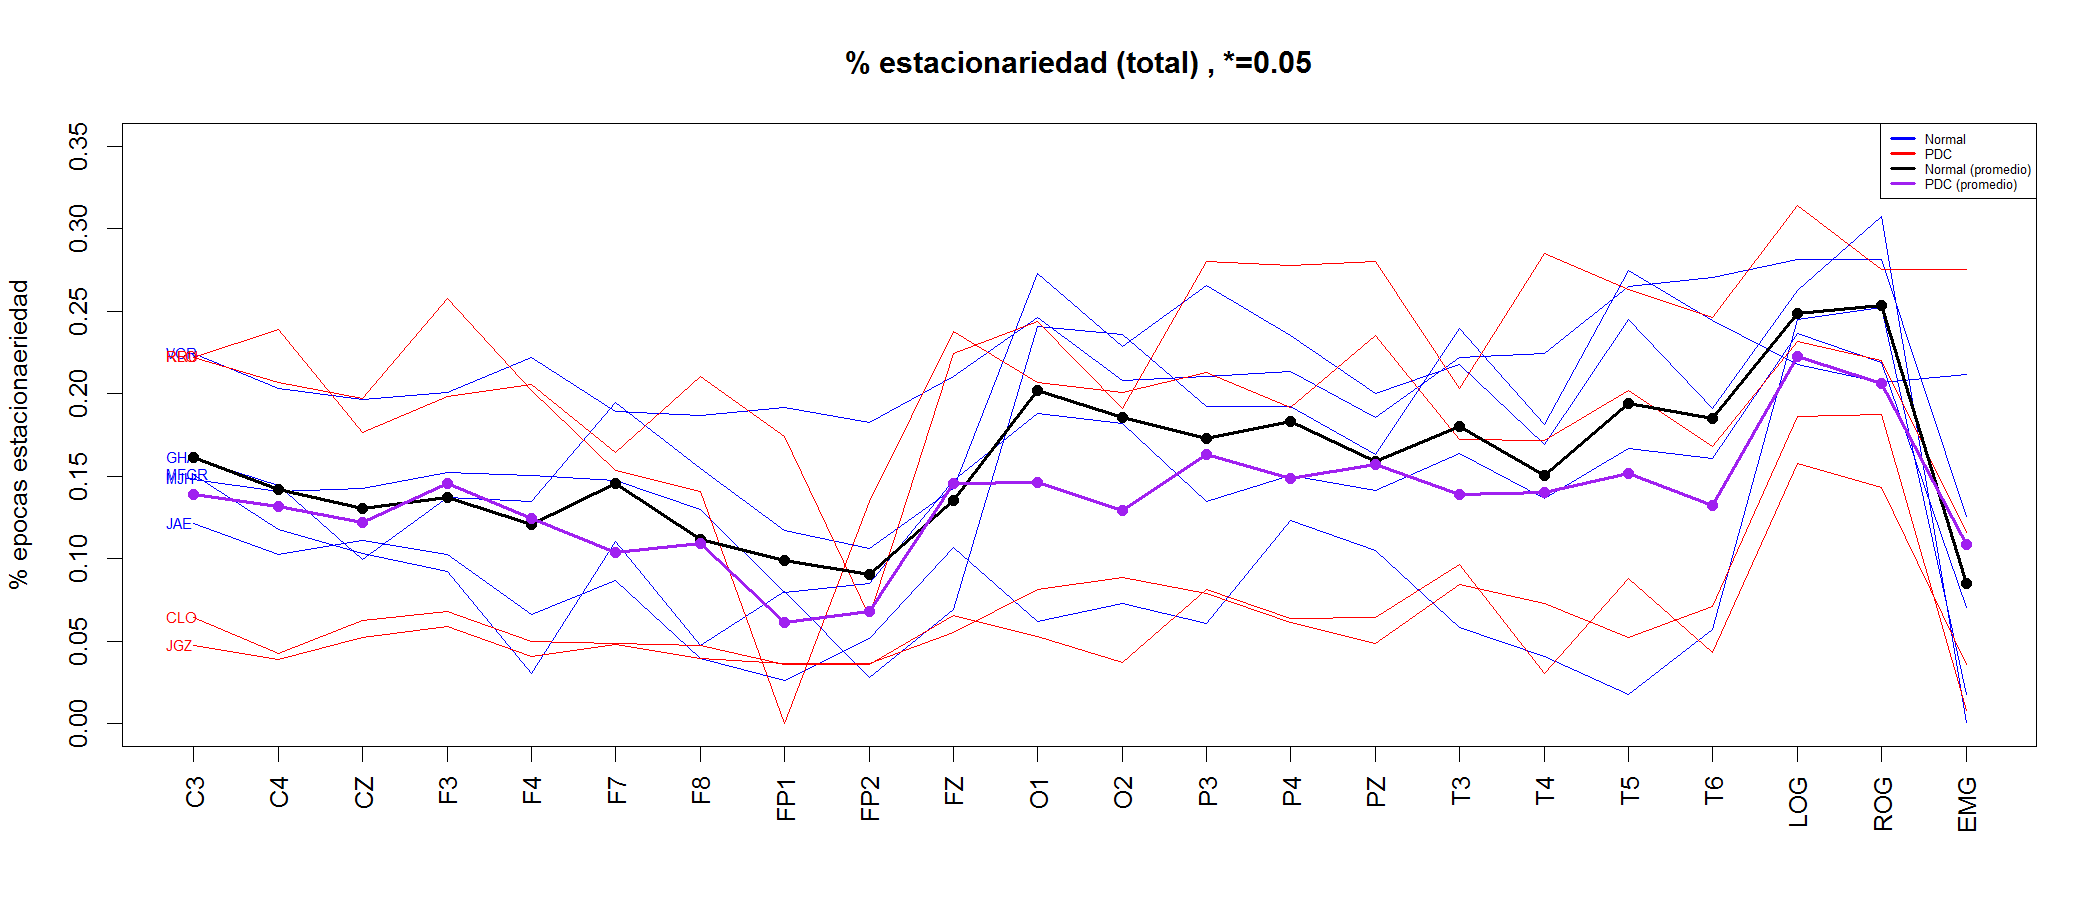 % estacionariedad (total) , *=0.05
Normal
PDC
Normal (promedio)
PDC (promedio)
% epocas estacionaeriedad
0.35
0.30
0.25
0.20
0.15
0.10
0.05
0.00
VCR
GHA
MFGR
JAE
CLO
JGZ
C3 C4 CZ F3 F4 F7 F8 FP1 FP2 FZ O1 O2 P3 P4 PZ T3 T4 T5 T6 LOG ROG EMG